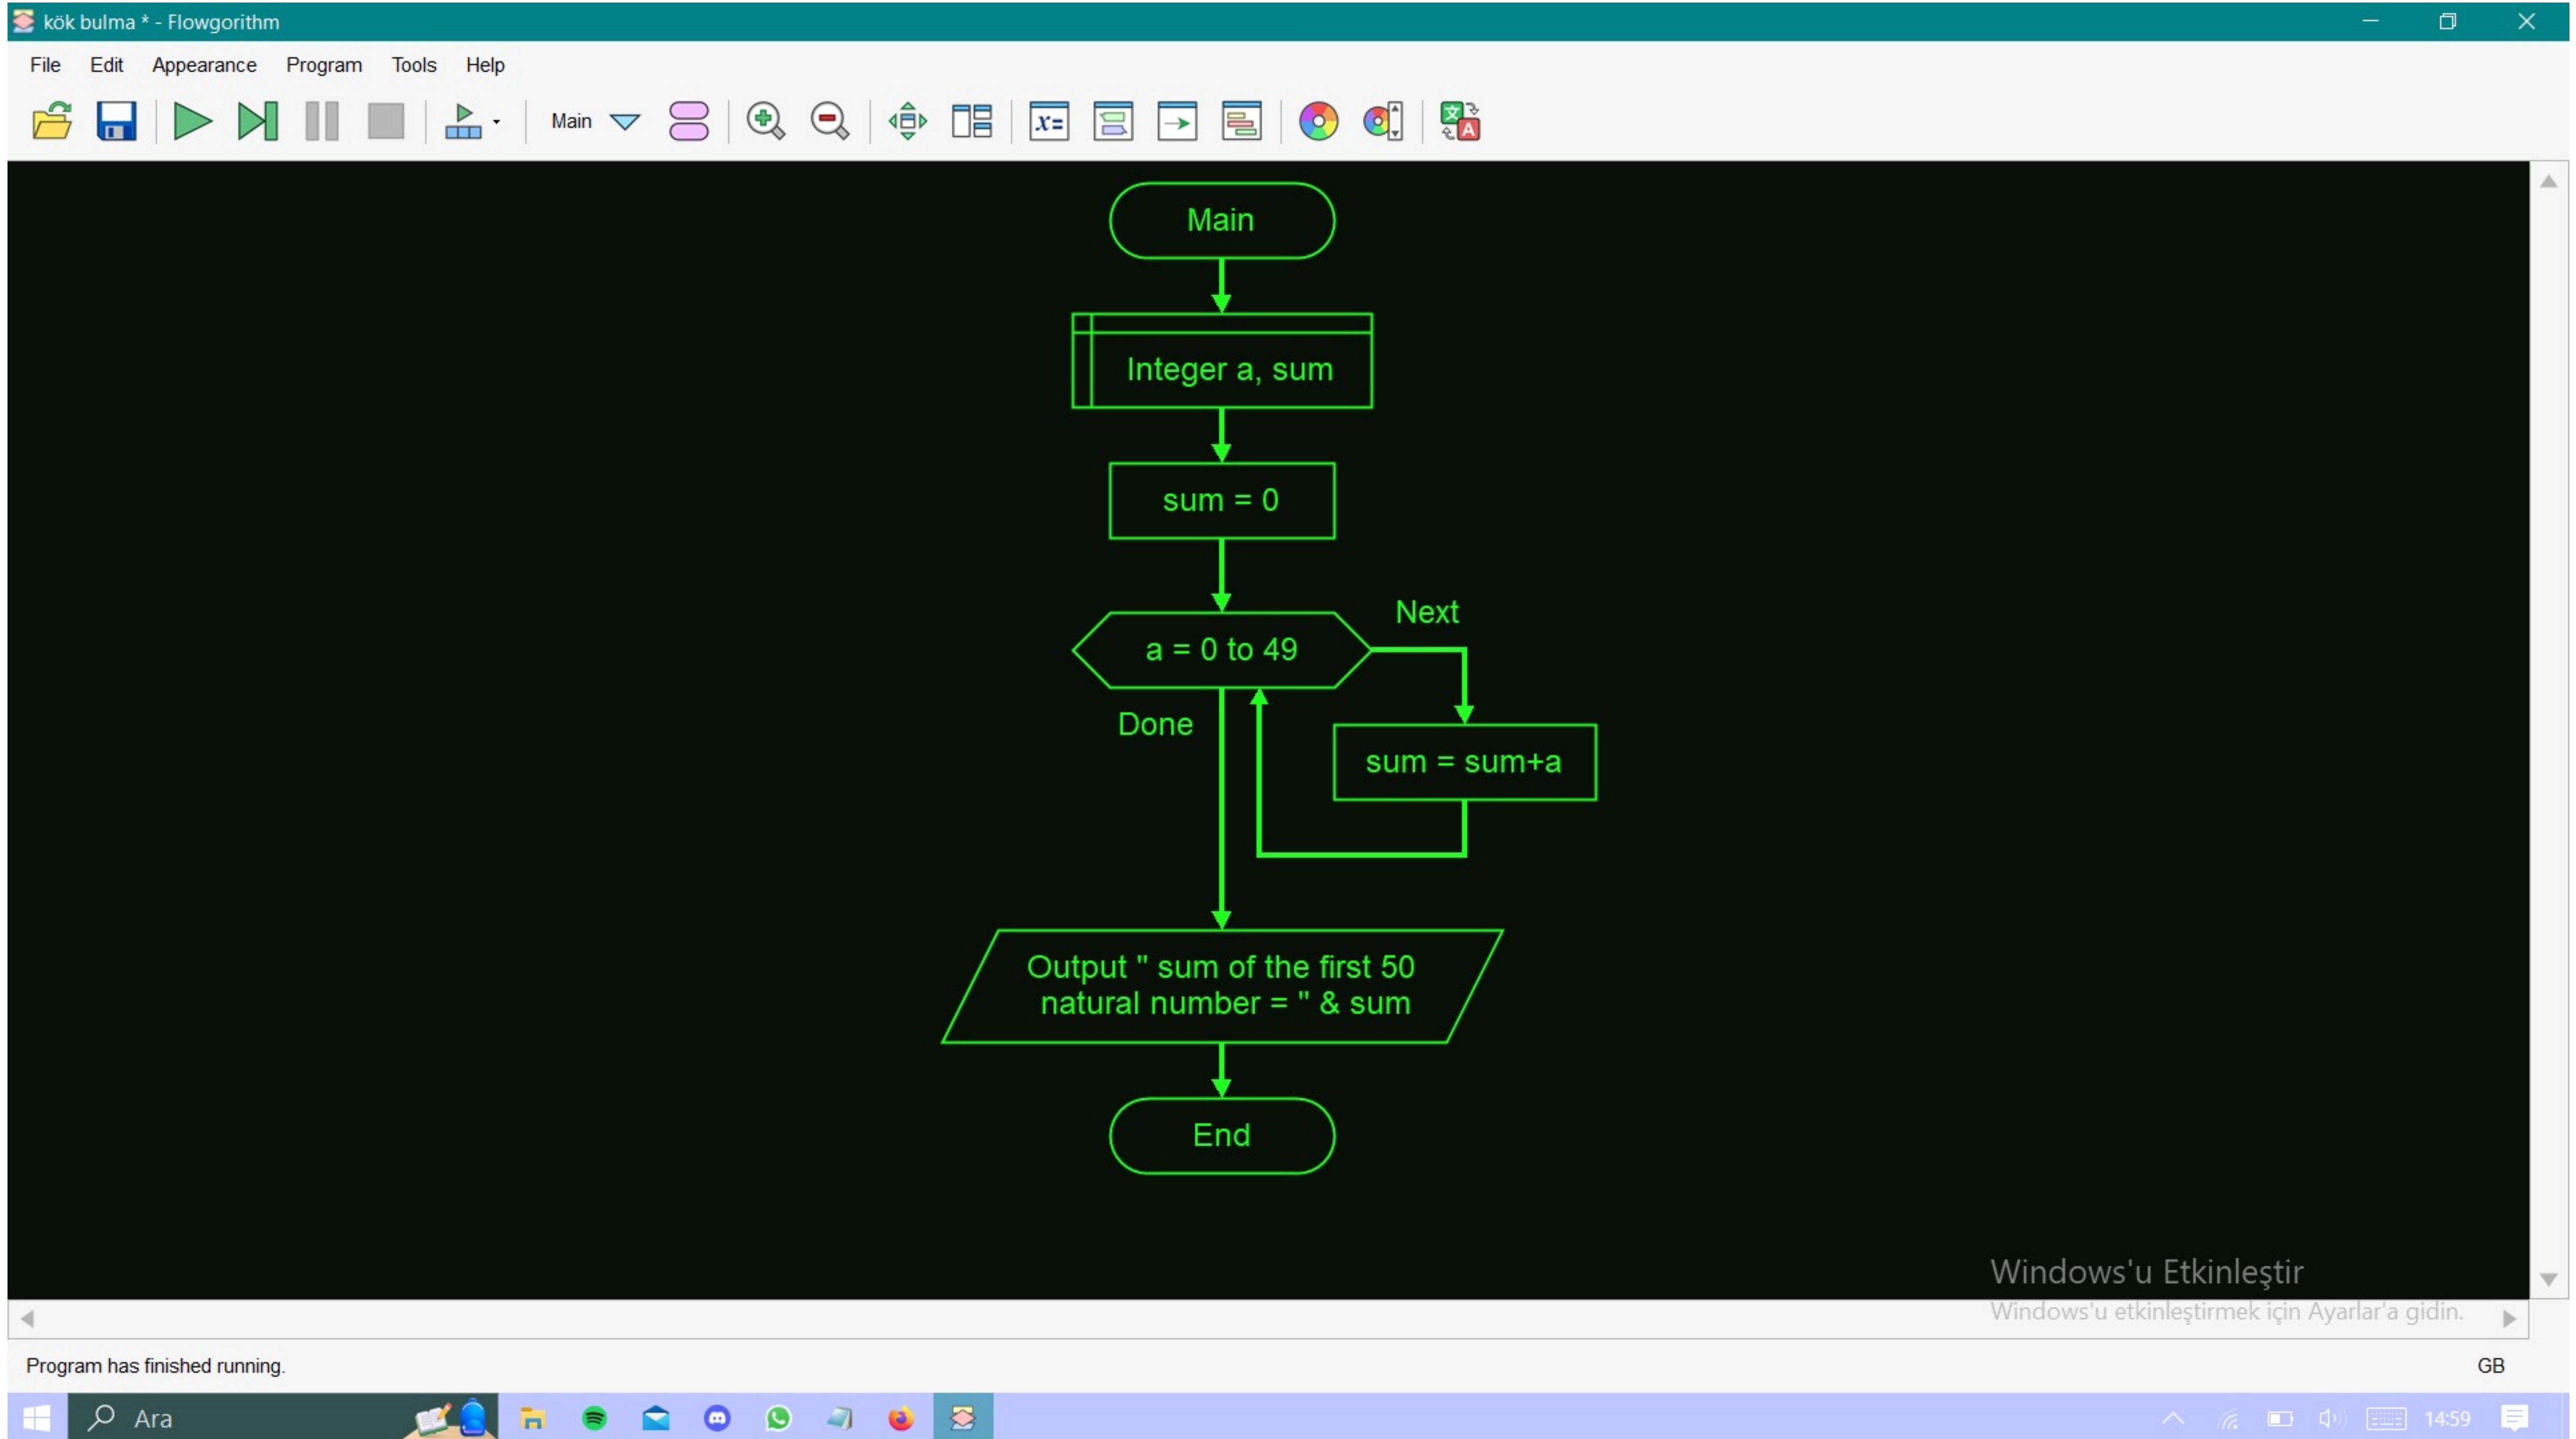 kök bulma * - Flowgorithm
File Edit Appearance Program Tools Help
Main
Main
Integer a, sum
sum = 0
Next
a = 0 to 49
Done
sum = sum+a
Output " sum of the first 50
natural number = " & sum
End
Windows'u Etkinleştir
Windows'u etkinleştirmek için Ayarlar'a gidin.
Program has finished running.
GB
Ara
14:59